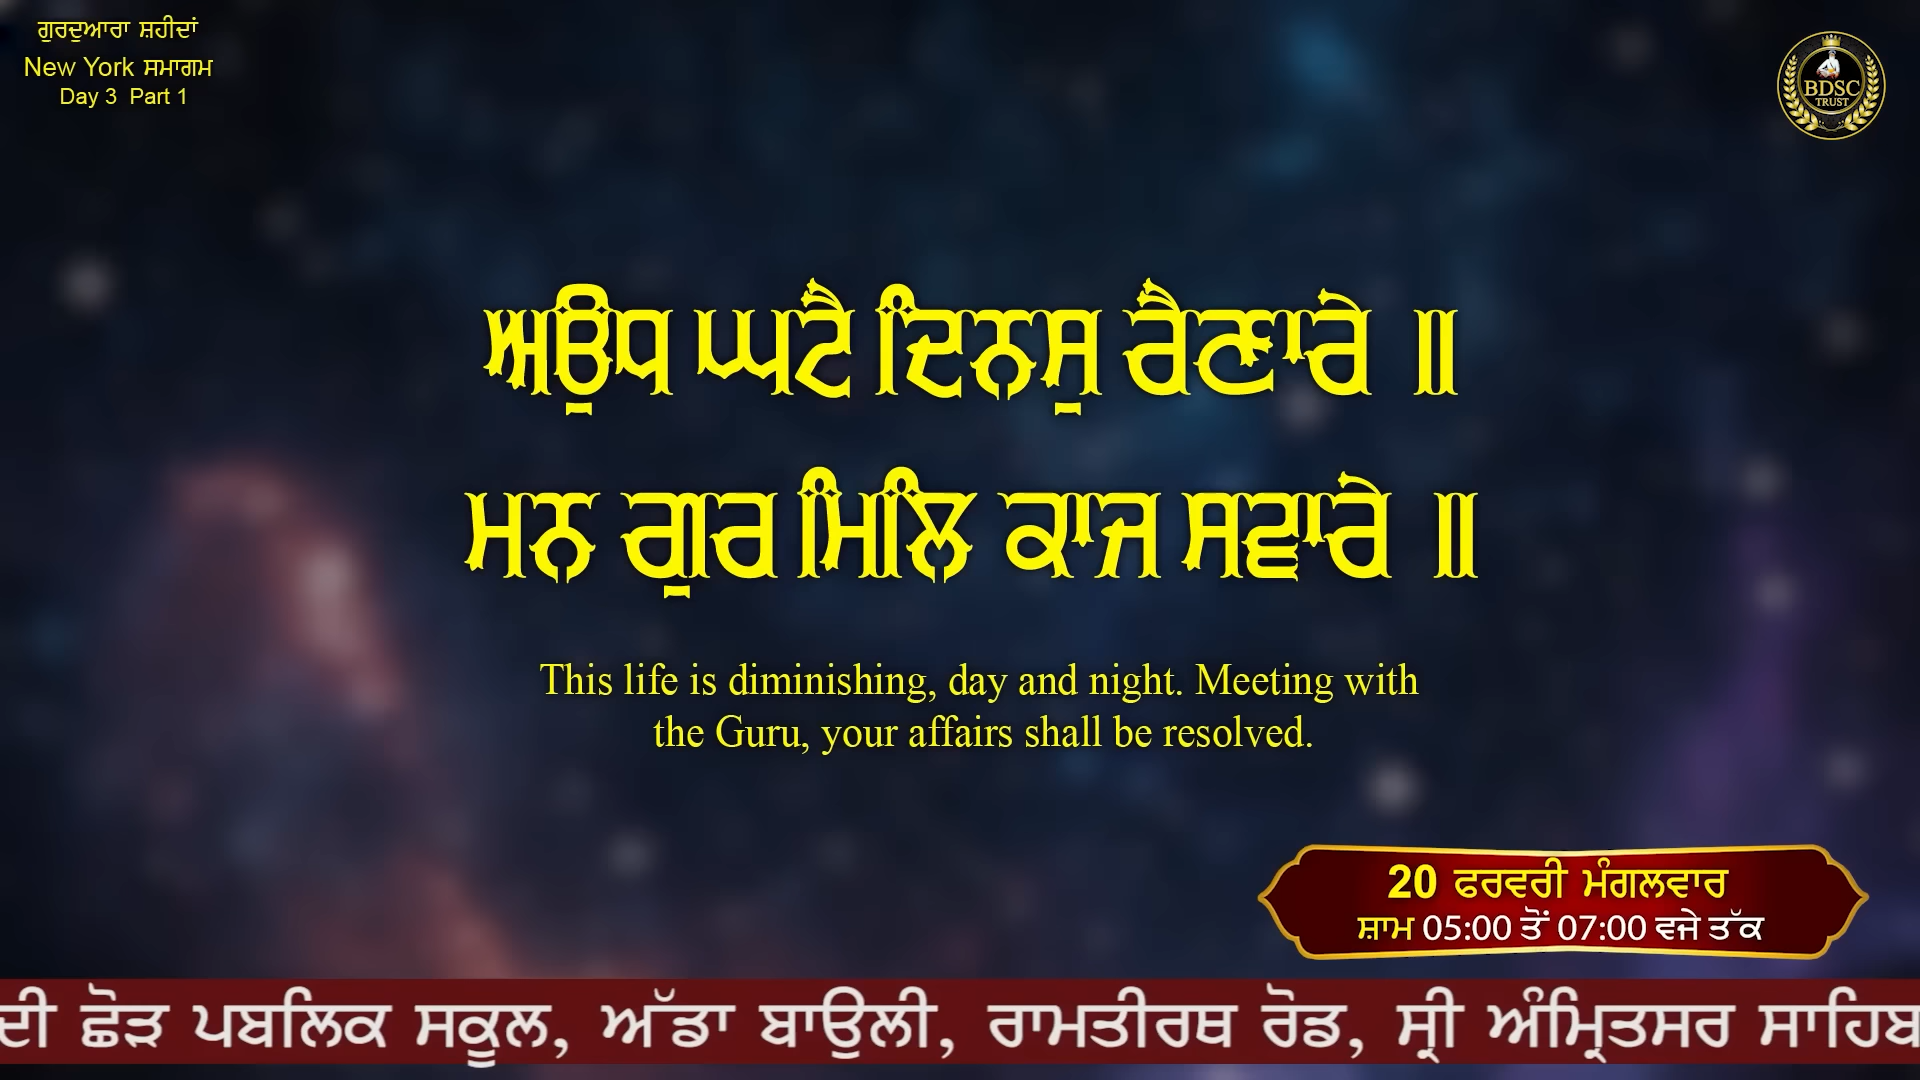 ਗੁਰਦੁਆਰਾ ਸ਼ਹੀਦਾਂ
New York ਸਮਾਗਮ
Day 3 Part 1
BDSC
TRUST
ਅਉਧ ਘਟੈ ਦਿਨਸੁ ਰੈਣਾਰੇ ॥
ਮਨ ਗੁਰ ਮਿਲਿ ਕਾਜ ਸਵਾਰੇ ॥
This life is diminishing, day and night. Meeting with
the Guru, your affairs shall be resolved.
20 ਫਰਵਰੀ ਮੰਗਲਵਾਰ
ਸ਼ਾਮ 05:00 ਤੋਂ 07:00 ਵਜੇ ਤੱਕ
ਦੀ ਛੋੜ ਪਬਲਿਕ ਸਕੂਲ, ਅੱਡਾ ਬਾਉਲੀ, ਰਾਮਤੀਰਥ ਰੋਡ, ਸ੍ਰੀ ਅੰਮ੍ਰਿਤਸਰ ਸਾਹਿਬ